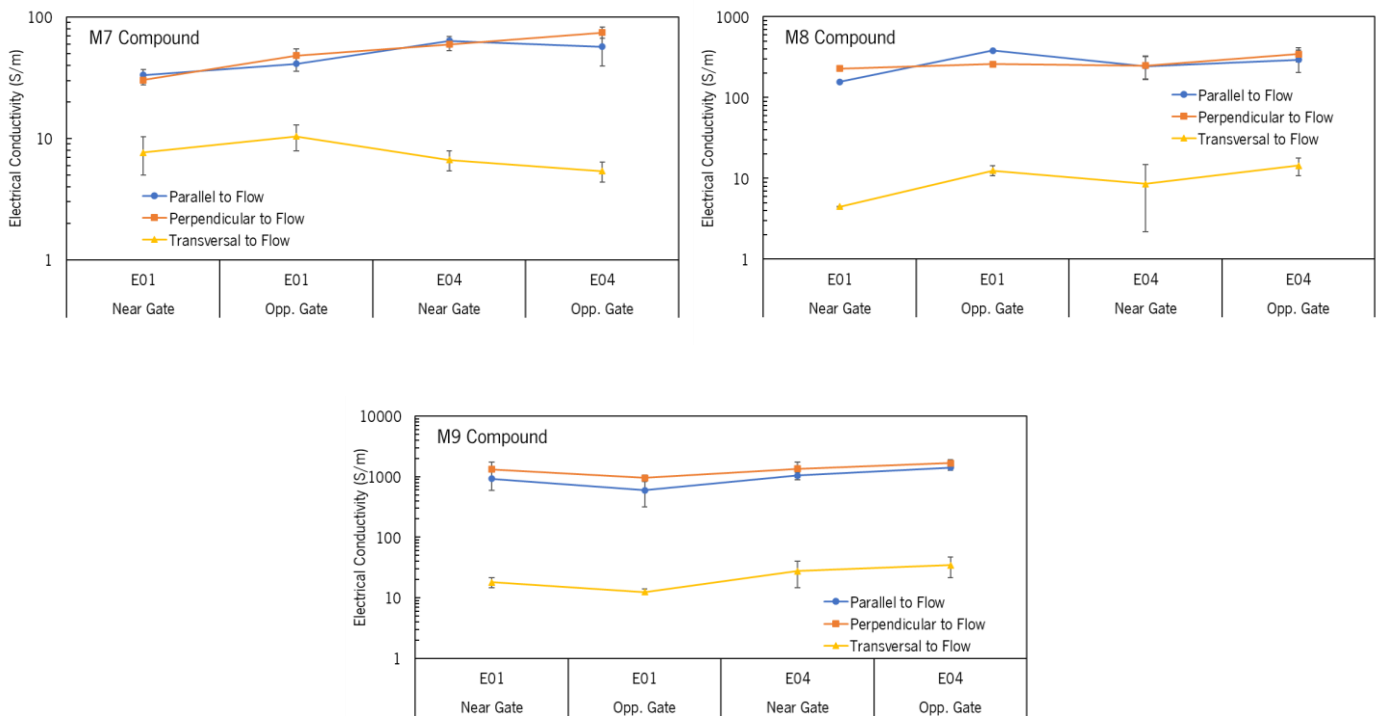 M7 Compound
Electrical Conductivity (S/m)
100
10
1
Parallel to Flow
Perpendicular to Flow
Transversal to Flow
E01 E01 E04 E04
Near Gate Opp. Gate Near Gate Opp. Gate
M8 Compound
Electrical Conductivity (S/m)
1000
100
10
1
Parallel to Flow
Perpendicular to Flow
Transversal to Flow
E01 E01 E04 E04
Near Gate Opp. Gate Near Gate Opp. Gate
M9 Compound
Electrical Conductivity (S/m)
10000
1000
100
10
1
Parallel to Flow
Perpendicular to Flow
Transversal to Flow
E01 E01 E04 E04
Near Gate Opp. Gate Near Gate Opp. Gate